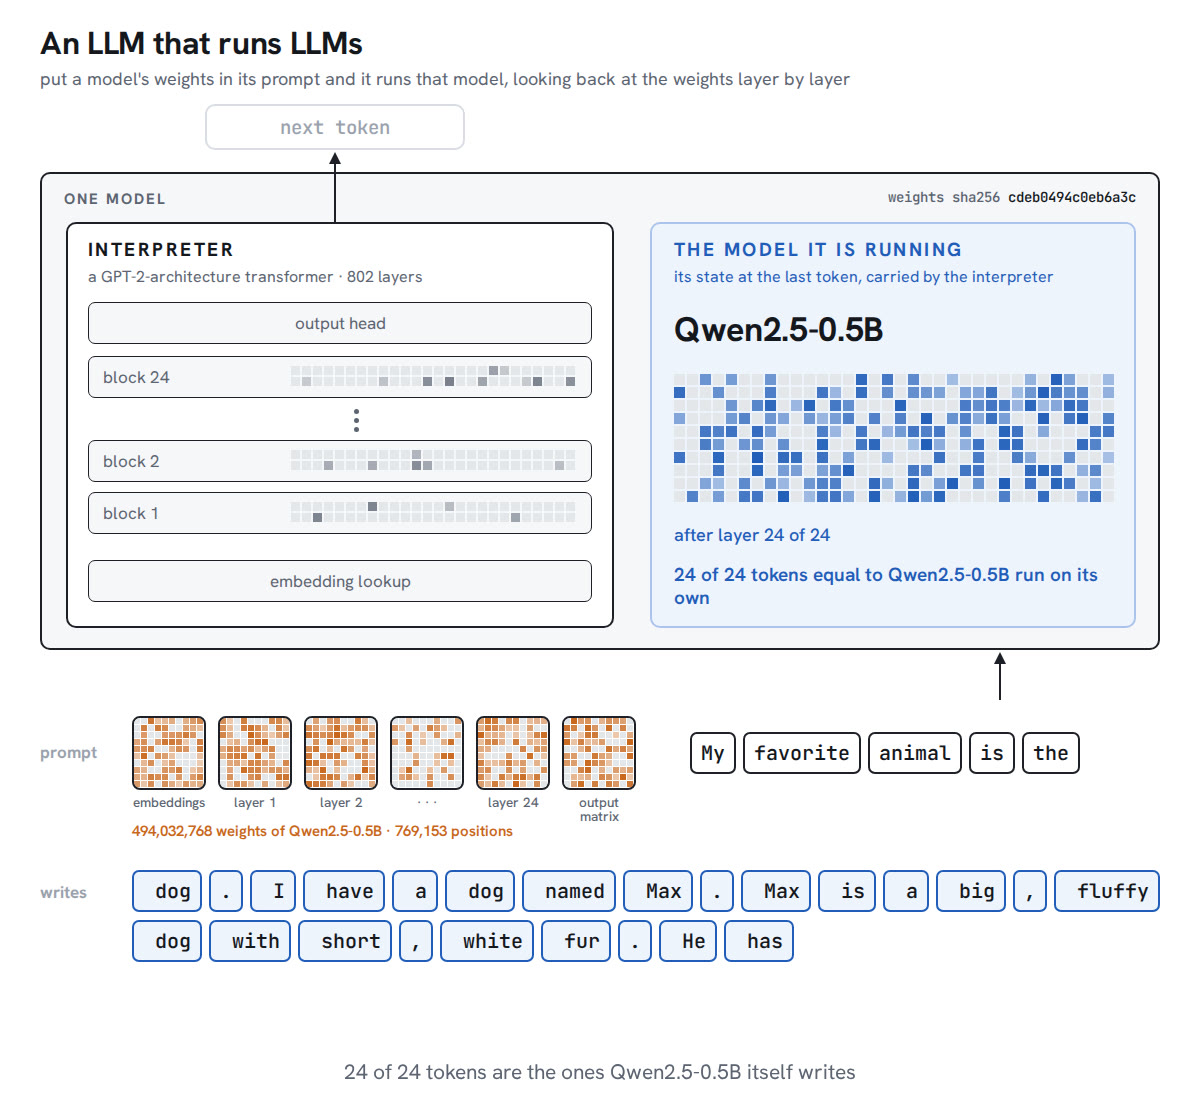 An LLM that runs LLMs
put a model's weights in its prompt and it runs that model, looking back at the weights layer by layer
next token
ONE MODEL
weights sha256 cdeb0494c0eb6a3c
INTERPRETER
a GPT-2-architecture transformer · 802 layers
output head
block 24
block 2
block 1
embedding lookup
THE MODEL IT IS RUNNING
its state at the last token, carried by the interpreter
Qwen2.5-0.5B
after layer 24 of 24
24 of 24 tokens equal to Qwen2.5-0.5B run on its
own
prompt
embeddings
layer 1
layer 2
· · ·
layer 24
output
matrix
494,032,768 weights of Qwen2.5-0.5B · 769,153 positions
My favorite animal is the
writes
dog . I have a dog named Max . Max is a big , fluffy
dog with short , white fur . He has
24 of 24 tokens are the ones Qwen2.5-0.5B itself writes